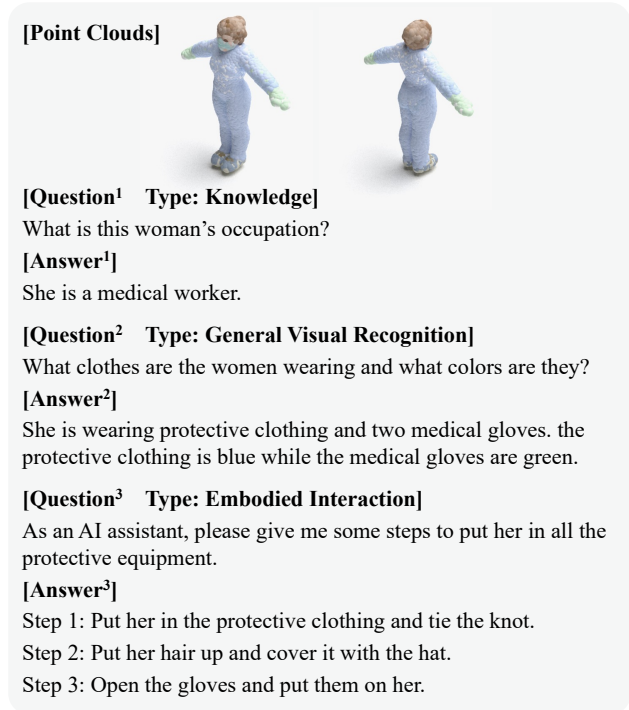 [Point Clouds]
[Question¹ Type: Knowledge]
What is this woman's occupation?
[Answer¹]
She is a medical worker.
[Question² Type: General Visual Recognition]
What clothes are the women wearing and what colors are they?
[Answer²]
She is wearing protective clothing and two medical gloves. the
protective clothing is blue while the medical gloves are green.
[Question³ Type: Embodied Interaction]
As an AI assistant, please give me some steps to put her in all the
protective equipment.
[Answer³]
Step 1: Put her in the protective clothing and tie the knot.
Step 2: Put her hair up and cover it with the hat.
Step 3: Open the gloves and put them on her.